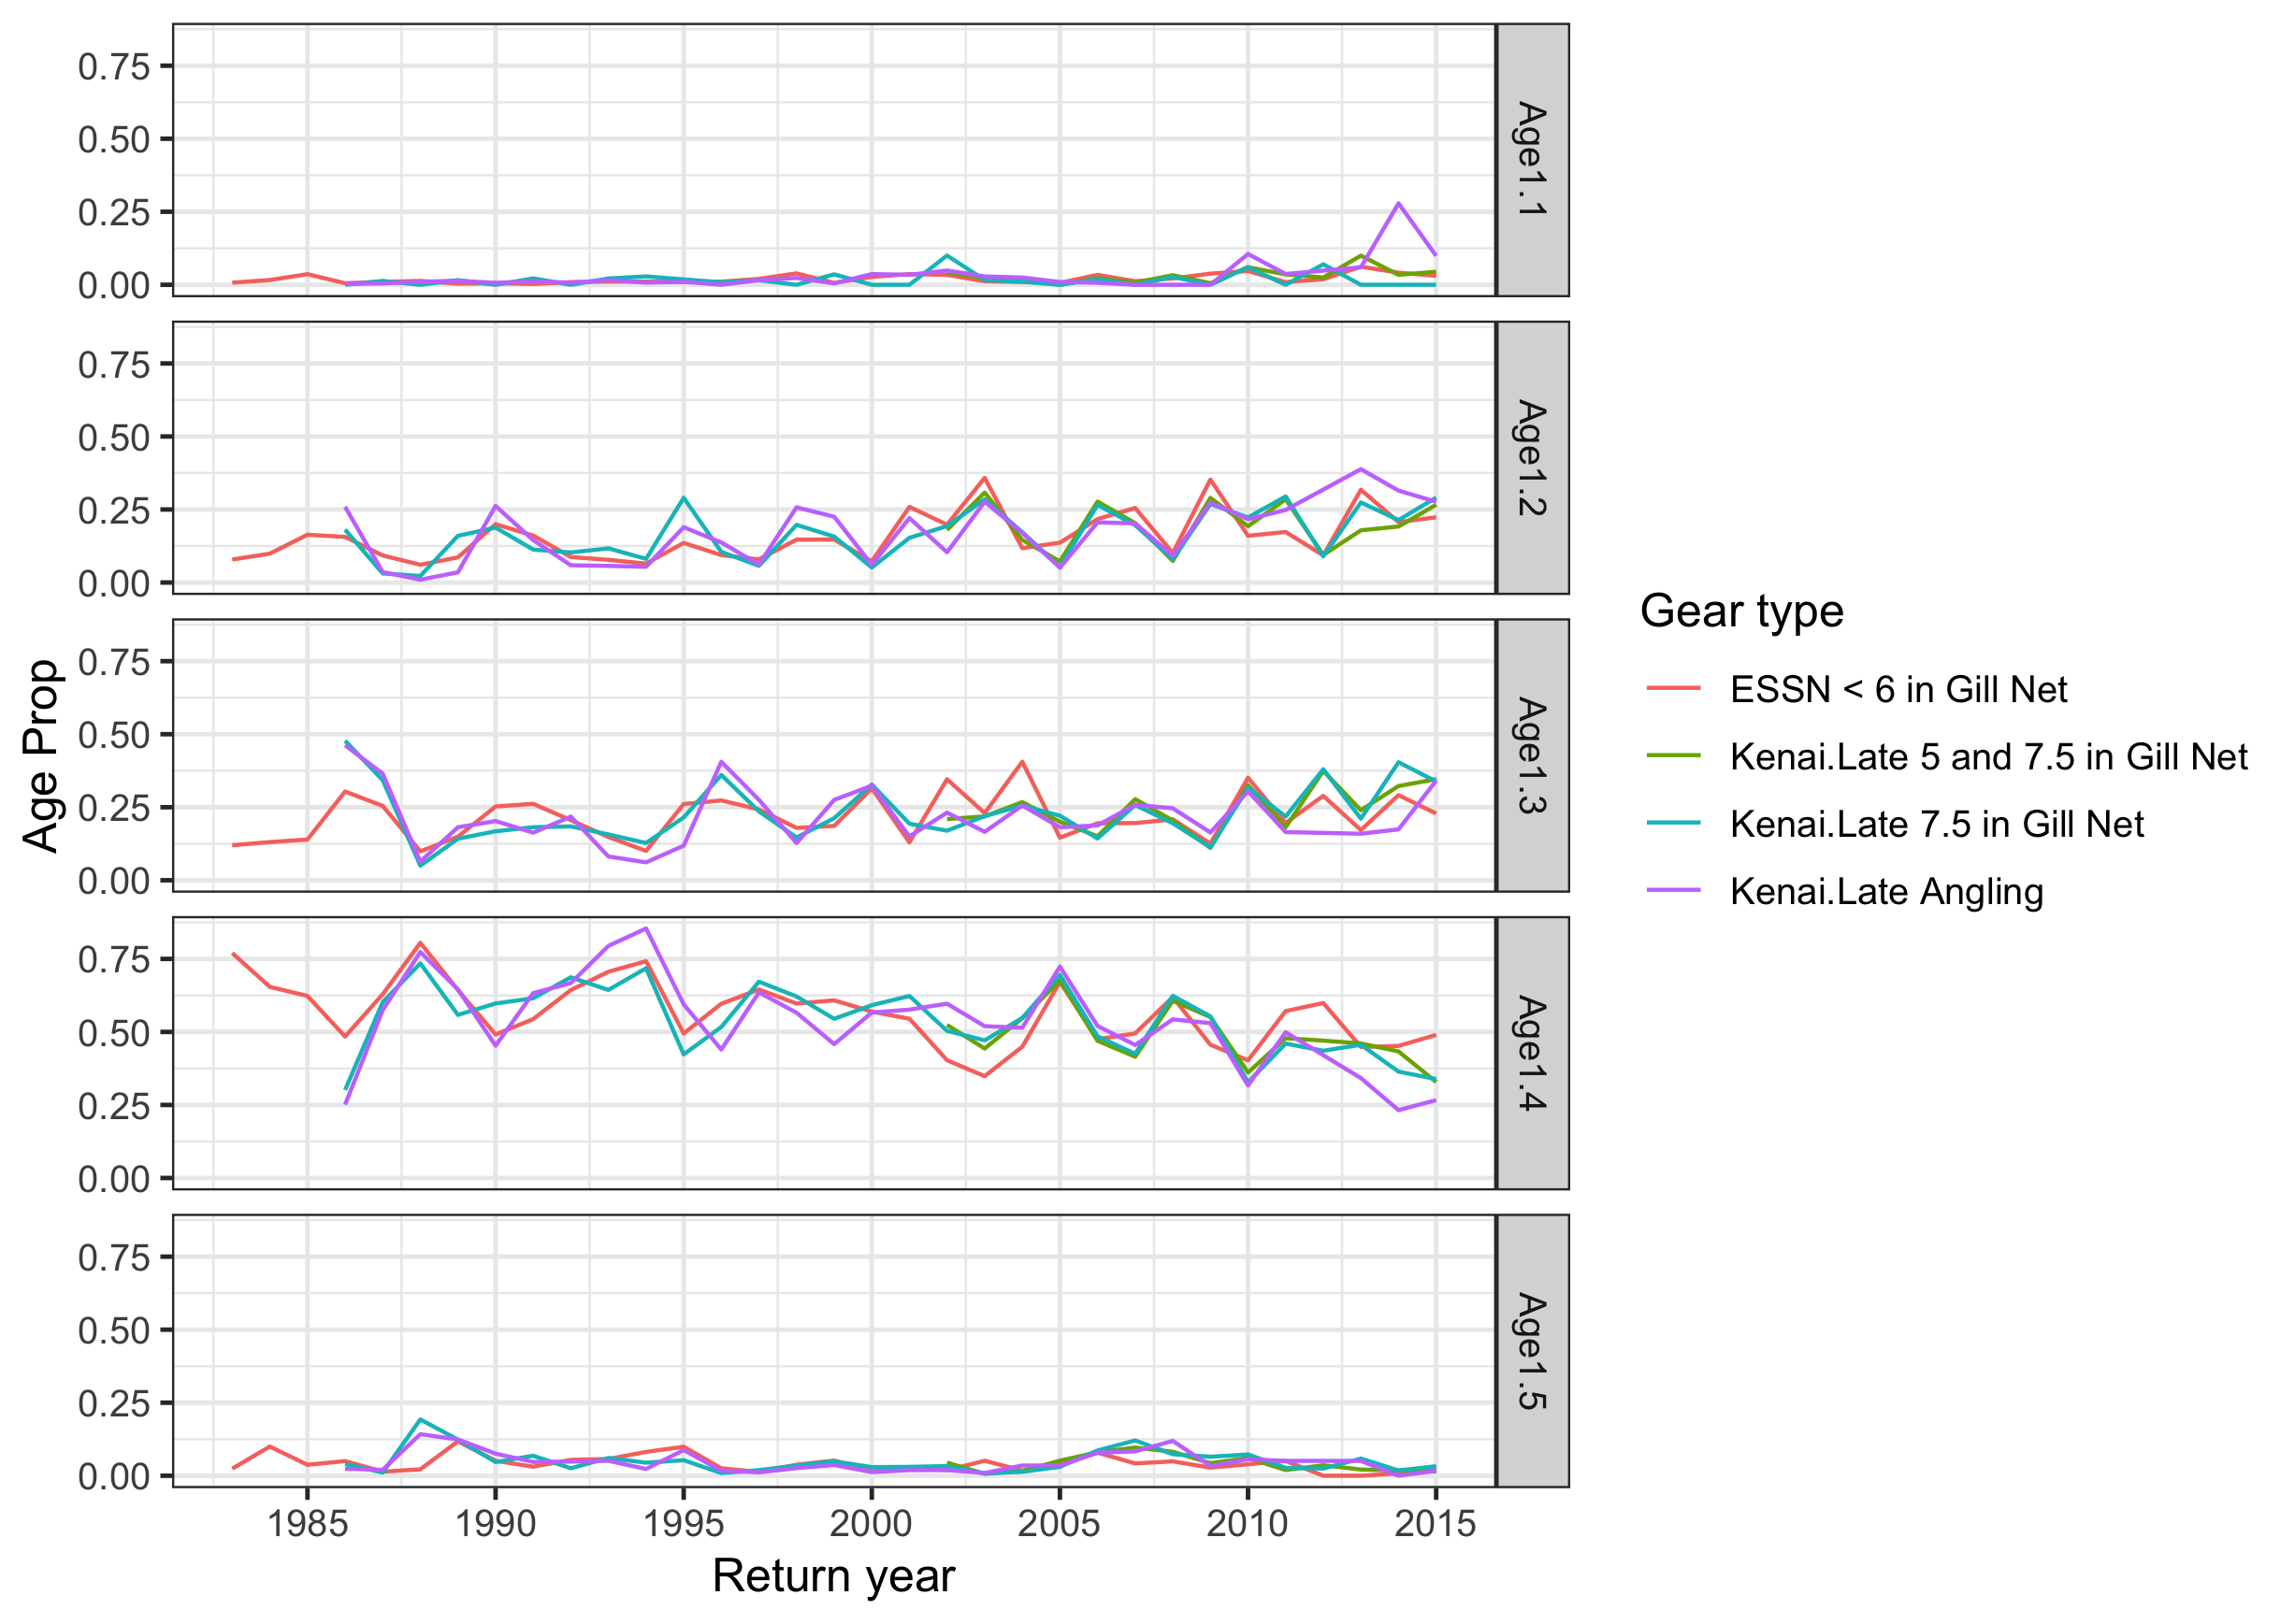 0.75
0.50
0.25
0.00
Age1.1
0.75
0.50
0.25
0.00
Age1.2
0.75
0.50
0.25
0.00
Age1.3
0.75
0.50
0.25
0.00
Age1.4
0.75
0.50
0.25
0.00
Age1.5
1985 1990 1995 2000 2005 2010 2015
Return year
Age Prop
Gear type
ESSN < 6 in Gill Net
Kenai.Late 5 and 7.5 in Gill Net
Kenai.Late 7.5 in Gill Net
Kenai.Late Angling